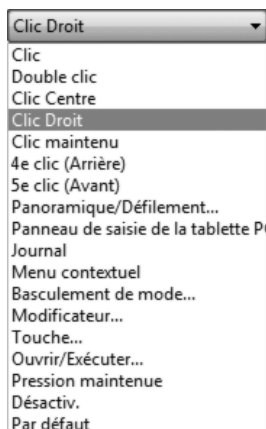 Clic Droit
Clic
Double clic
Clic Centre
Clic Droit
Clic maintenu
4e clic (Arrière)
5e clic (Avant)
Panoramique/Défilement...
Panneau de saisie de la tablette P
Journal
Menu contextuel
Basculement de mode...
Modificateur...
Touche...
Ouvrir/Exécuter...
Pression maintenue
Désactiv.
Par défaut